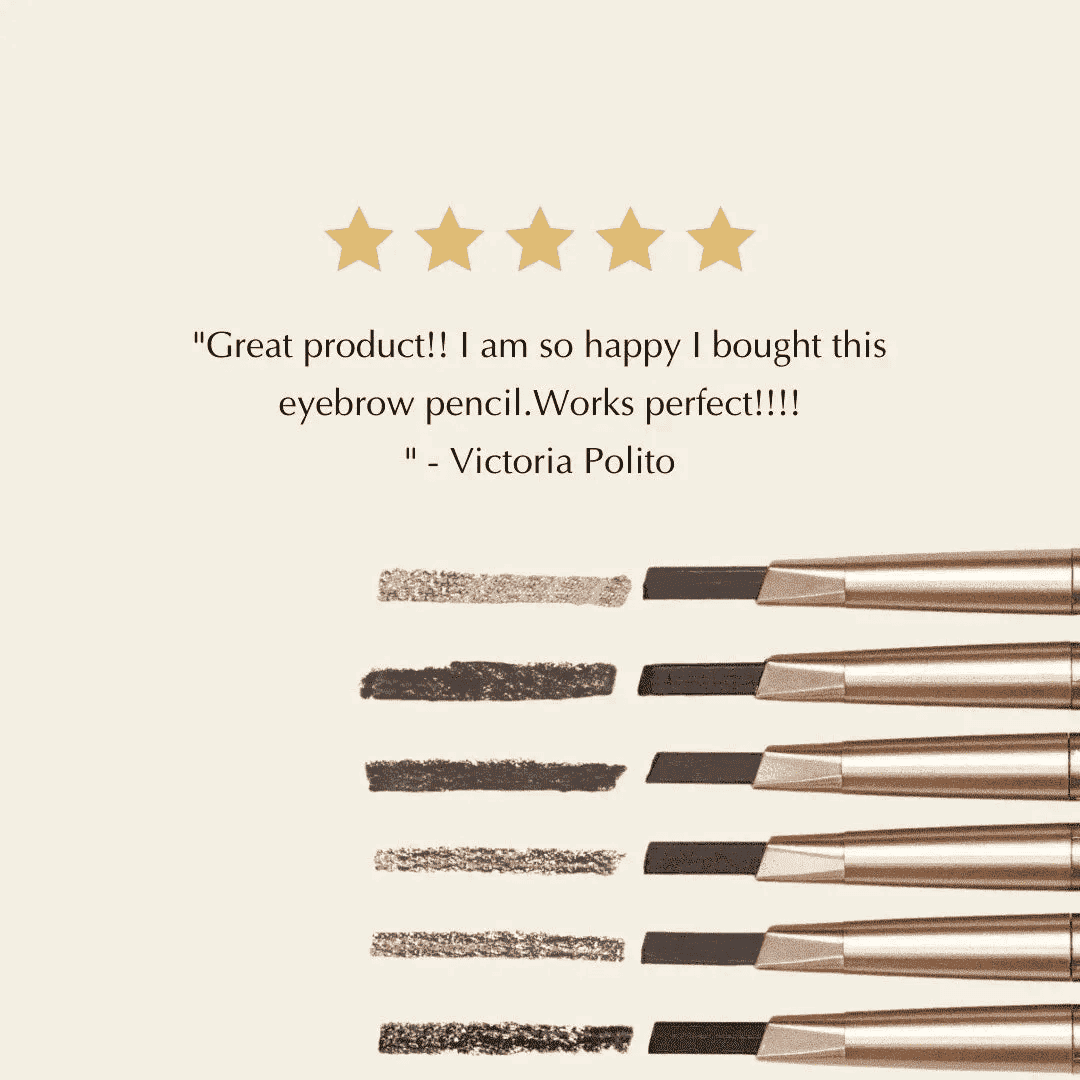 "Great product!! I am so happy I bought this
eyebrow pencil.Works perfect!!!!
" - Victoria Polito